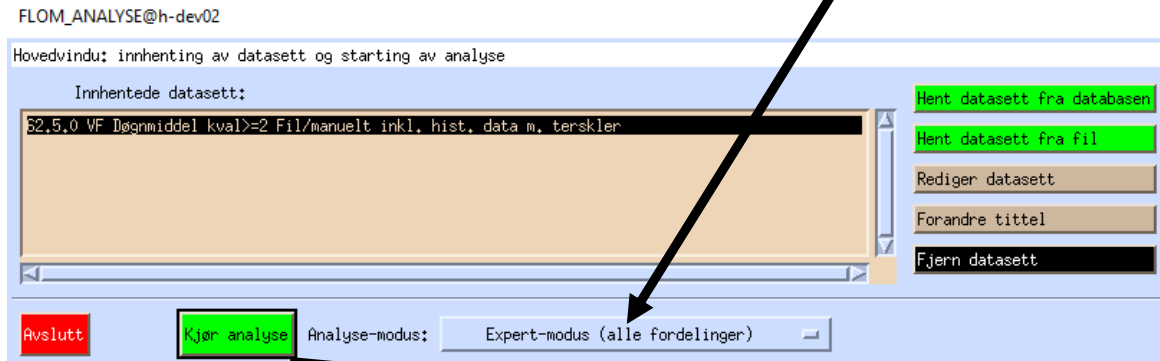 FLOM_ANALYSE@h-dev02
Hovedvindu: innhenting av datasett og starting av analyse
Innhentede datasett:
62.5.0 VF Døgnmiddel kval>=2 Fil/manuelt inkl. hist. data m. terskler
Hent datasett fra databasen
Hent datasett fra fil
Rediger datasett
Forandre tittel
Fjern datasett
Avslutt
Kjør analyse
Analyse-modus:
Expert-modus (alle fordelinger)